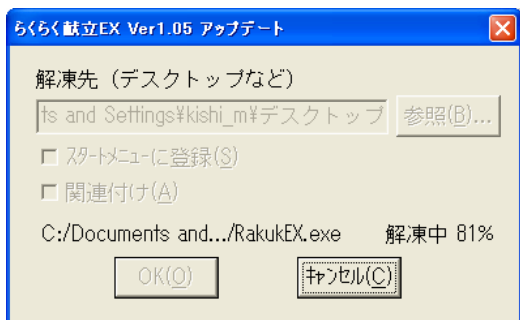 らくらく献立EX Ver1.05 アップデート
解凍先（デスクトップなど）
ts and Settings¥kishi_m¥デスクトップ 参照(B)...
スタートメニューに登録(S)
関連付け(A)
C:/Documents and.../RakukEX.exe 解凍中 81%
OK(O) キャンセル(C)